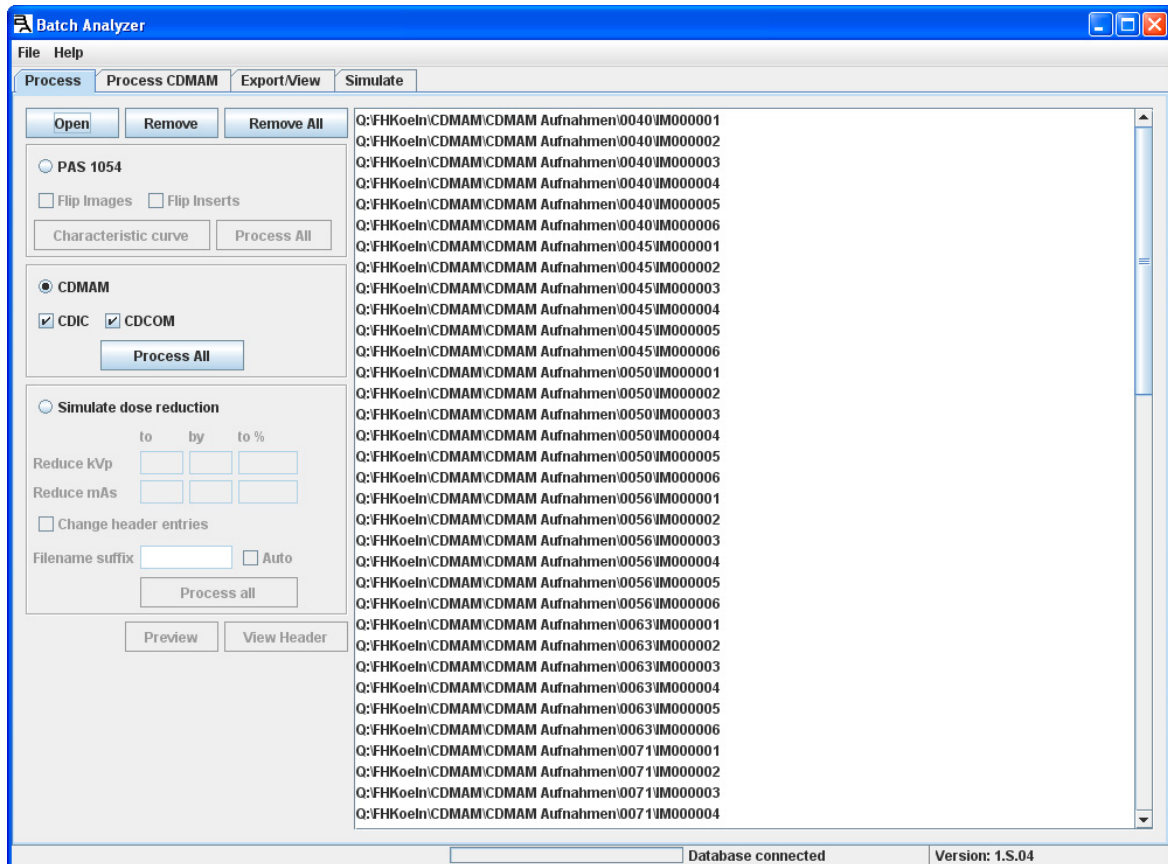 Batch Analyzer
File Help
Process Process CDMAM Export/View Simulate
Open Remove Remove All
PAS 1054
Flip Images Flip Inserts
Characteristic curve Process All
CDMAM
CDIC CDCOM
Process All
Simulate dose reduction
to by to %
Reduce kVp
Reduce mAs
Change header entries
Filename suffix Auto
Process all
Preview View Header
Q:\FHKoeln\CDMAM\CDMAM Aufnahmen\0040\IM000001
Q:\FHKoeln\CDMAM\CDMAM Aufnahmen\0040\IM000002
Q:\FHKoeln\CDMAM\CDMAM Aufnahmen\0040\IM000003
Q:\FHKoeln\CDMAM\CDMAM Aufnahmen\0040\IM000004
Q:\FHKoeln\CDMAM\CDMAM Aufnahmen\0040\IM000005
Q:\FHKoeln\CDMAM\CDMAM Aufnahmen\0040\IM000006
Q:\FHKoeln\CDMAM\CDMAM Aufnahmen\0045\IM000001
Q:\FHKoeln\CDMAM\CDMAM Aufnahmen\0045\IM000002
Q:\FHKoeln\CDMAM\CDMAM Aufnahmen\0045\IM000003
Q:\FHKoeln\CDMAM\CDMAM Aufnahmen\0045\IM000004
Q:\FHKoeln\CDMAM\CDMAM Aufnahmen\0045\IM000005
Q:\FHKoeln\CDMAM\CDMAM Aufnahmen\0045\IM000006
Q:\FHKoeln\CDMAM\CDMAM Aufnahmen\0050\IM000001
Q:\FHKoeln\CDMAM\CDMAM Aufnahmen\0050\IM000002
Q:\FHKoeln\CDMAM\CDMAM Aufnahmen\0050\IM000003
Q:\FHKoeln\CDMAM\CDMAM Aufnahmen\0050\IM000004
Q:\FHKoeln\CDMAM\CDMAM Aufnahmen\0050\IM000005
Q:\FHKoeln\CDMAM\CDMAM Aufnahmen\0050\IM000006
Q:\FHKoeln\CDMAM\CDMAM Aufnahmen\0056\IM000001
Q:\FHKoeln\CDMAM\CDMAM Aufnahmen\0056\IM000002
Q:\FHKoeln\CDMAM\CDMAM Aufnahmen\0056\IM000003
Q:\FHKoeln\CDMAM\CDMAM Aufnahmen\0056\IM000004
Q:\FHKoeln\CDMAM\CDMAM Aufnahmen\0056\IM000005
Q:\FHKoeln\CDMAM\CDMAM Aufnahmen\0056\IM000006
Q:\FHKoeln\CDMAM\CDMAM Aufnahmen\0063\IM000001
Q:\FHKoeln\CDMAM\CDMAM Aufnahmen\0063\IM000002
Q:\FHKoeln\CDMAM\CDMAM Aufnahmen\0063\IM000003
Q:\FHKoeln\CDMAM\CDMAM Aufnahmen\0063\IM000004
Q:\FHKoeln\CDMAM\CDMAM Aufnahmen\0063\IM000005
Q:\FHKoeln\CDMAM\CDMAM Aufnahmen\0063\IM000006
Q:\FHKoeln\CDMAM\CDMAM Aufnahmen\0071\IM000001
Q:\FHKoeln\CDMAM\CDMAM Aufnahmen\0071\IM000002
Q:\FHKoeln\CDMAM\CDMAM Aufnahmen\0071\IM000003
Q:\FHKoeln\CDMAM\CDMAM Aufnahmen\0071\IM000004
Database connected Version: 1.S.04